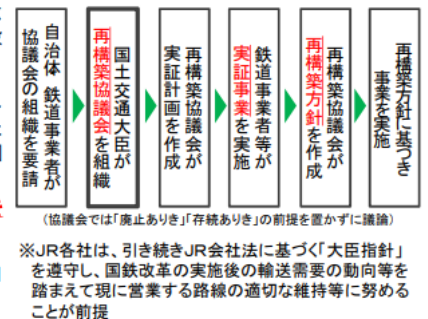 自治体 鉄道事業者が
協議会の組織を要請
国土交通大臣が
再構築協議会を組織
再構築協議会が
実証計画を作成
鉄道事業者等が
実証事業を実施
再構築協議会が
再構築方針を作成
再構築方針に基づき
事業を実施
(協議会では「廃止ありき」「存続ありき」の前提を置かずに議論)
※JR各社は、引き続きJR会社法に基づく「大臣指針」
を遵守し、国鉄改革の実施後の輸送需要の動向等を
踏まえて現に営業する路線の適切な維持等に努める
ことが前提